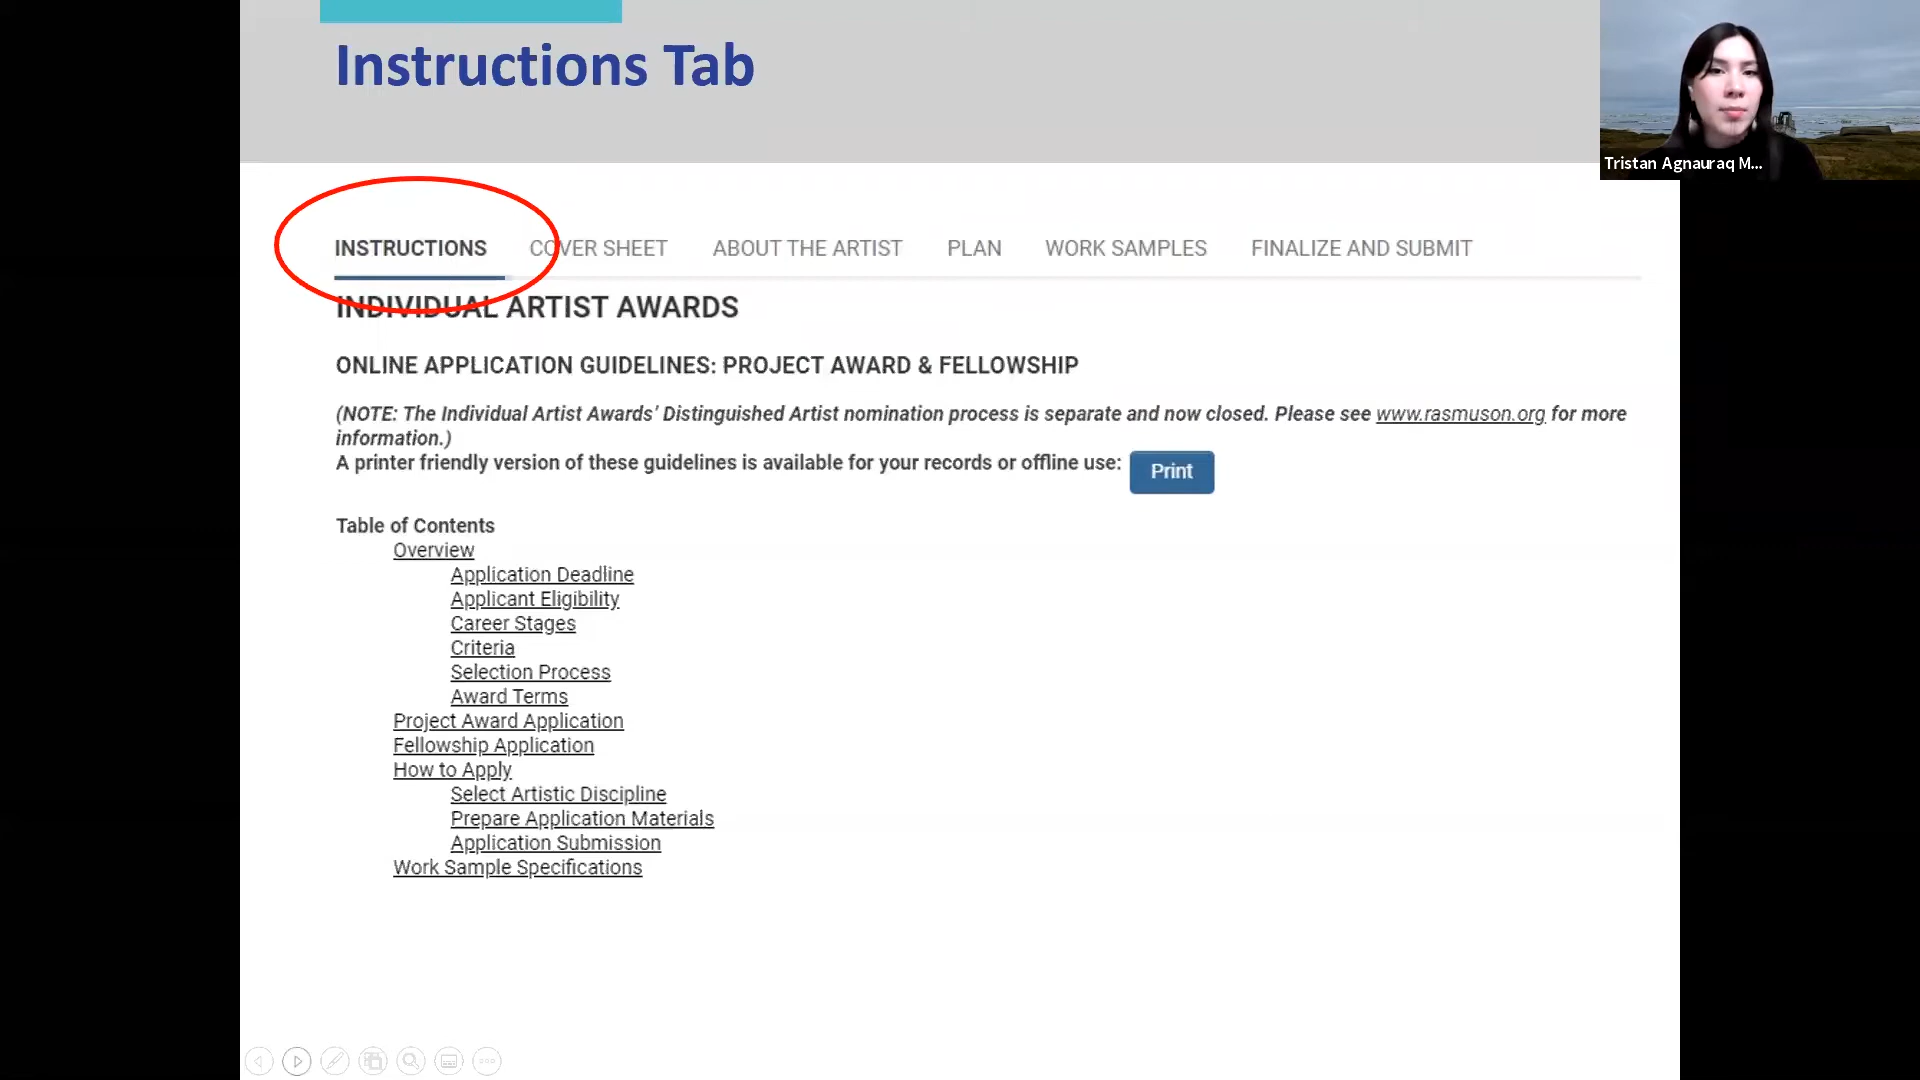 Instructions Tab
Tristan Agnauraq M...
INSTRUCTIONS COVER SHEET ABOUT THE ARTIST PLAN WORK SAMPLES FINALIZE AND SUBMIT
INDIVIDUAL ARTIST AWARDS
ONLINE APPLICATION GUIDELINES: PROJECT AWARD & FELLOWSHIP
(NOTE: The Individual Artist Awards’ Distinguished Artist nomination process is separate and now closed. Please see www.rasmuson.org for more
information.)
A printer friendly version of these guidelines is available for your records or offline use: Print
Table of Contents
Overview
Application Deadline
Applicant Eligibility
Career Stages
Criteria
Selection Process
Award Terms
Project Award Application
Fellowship Application
How to Apply
Select Artistic Discipline
Prepare Application Materials
Application Submission
Work Sample Specifications